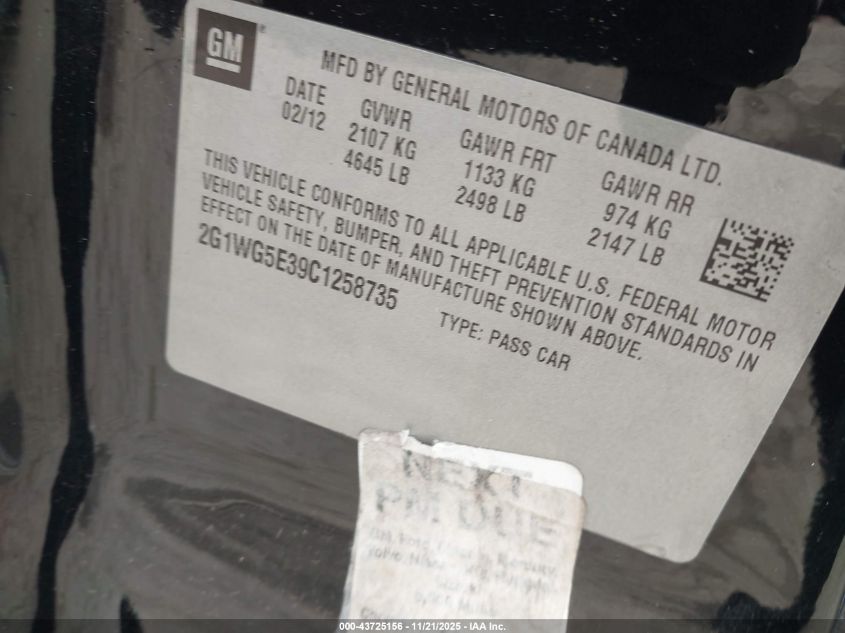 GM
MFD BY GENERAL MOTORS OF CANADA LTD.
DATE GVWR GAWR FRT GAWR RR
02/12 2107 KG 1133 KG 974 KG
4645 LB 2498 LB 2147 LB
THIS VEHICLE CONFORMS TO ALL APPLICABLE U.S. FEDERAL MOTOR
VEHICLE SAFETY, BUMPER, AND THEFT PREVENTION STANDARDS IN
EFFECT ON THE DATE OF MANUFACTURE SHOWN ABOVE.
2G1WG5E39C1258735 TYPE: PASS CAR
NEXT
PM DUE
000-43725156 - 11/21/2025 - IAA Inc.